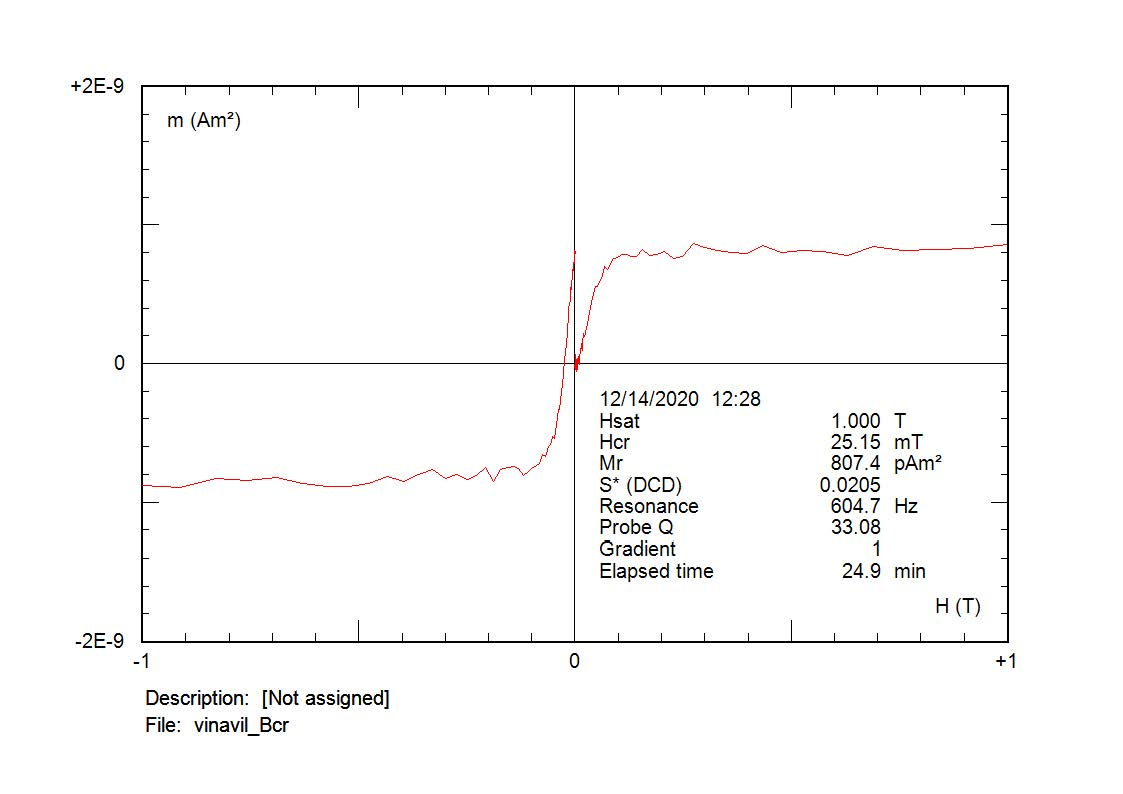 +2E-9
m (Am²)
0
12/14/2020 12:28
Hsat 1.000 T
Hcr 25.15 mT
Mr 807.4 pAm²
S* (DCD) 0.0205
Resonance 604.7 Hz
Probe Q 33.08
Gradient 1
Elapsed time 24.9 min
H (T)
-2E-9
-1 0 +1
Description: [Not assigned]
File: vinavil_Bcr